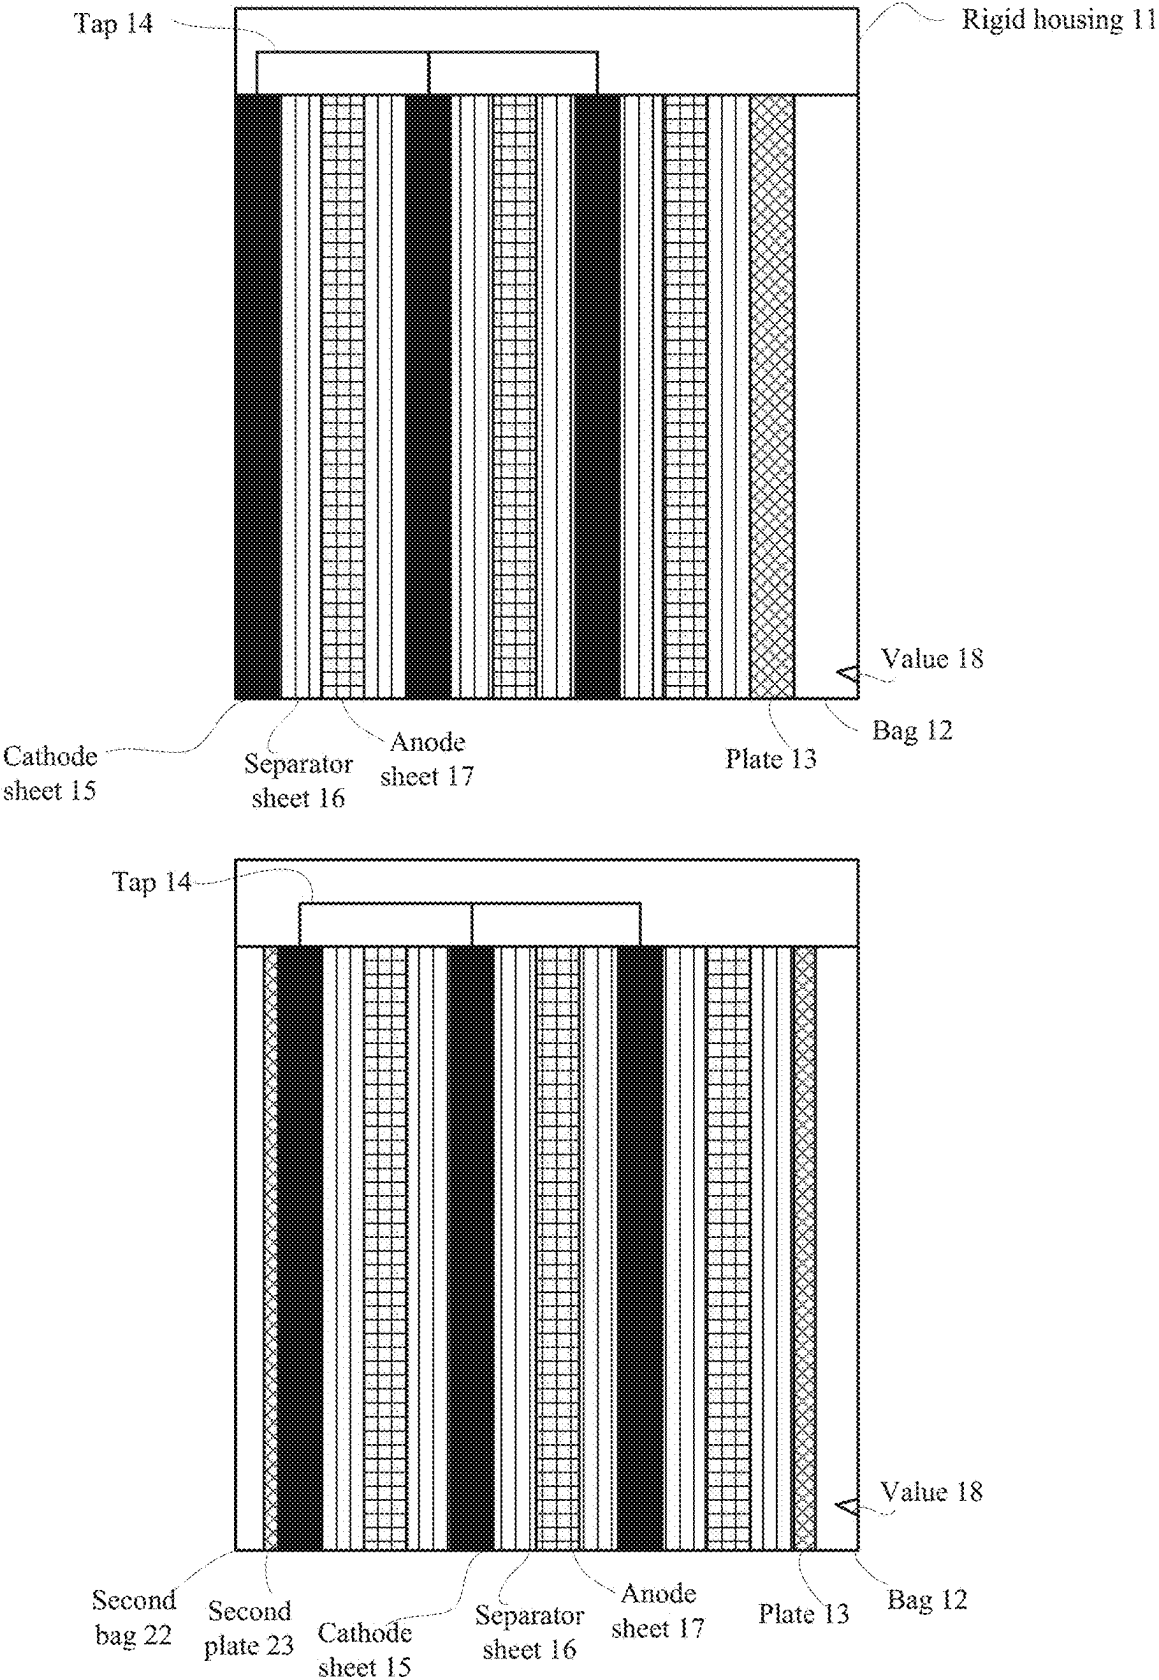 Tap 14
Rigid housing 11
Value 18
Bag 12
Cathode
sheet 15
Separator
sheet 16
Anode
sheet 17
Plate 13
Tap 14
Value 18
Second
bag 22
Second
plate 23
Cathode
sheet 15
Separator
sheet 16
Anode
sheet 17
Plate 13
Bag 12